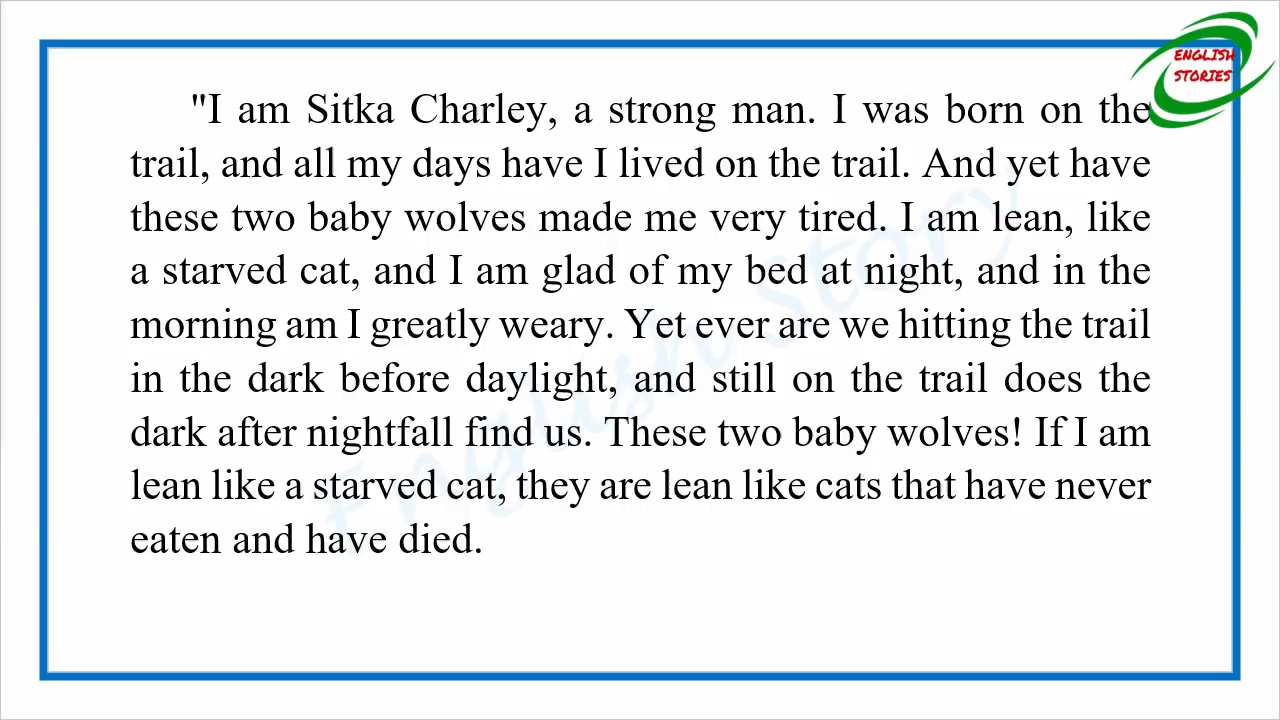 ENGLISH
STORIES
"I am Sitka Charley, a strong man. I was born on the
trail, and all my days have I lived on the trail. And yet have
these two baby wolves made me very tired. I am lean, like
a starved cat, and I am glad of my bed at night, and in the
morning am I greatly weary. Yet ever are we hitting the trail
in the dark before daylight, and still on the trail does the
dark after nightfall find us. These two baby wolves! If I am
lean like a starved cat, they are lean like cats that have never
eaten and have died.
English Story